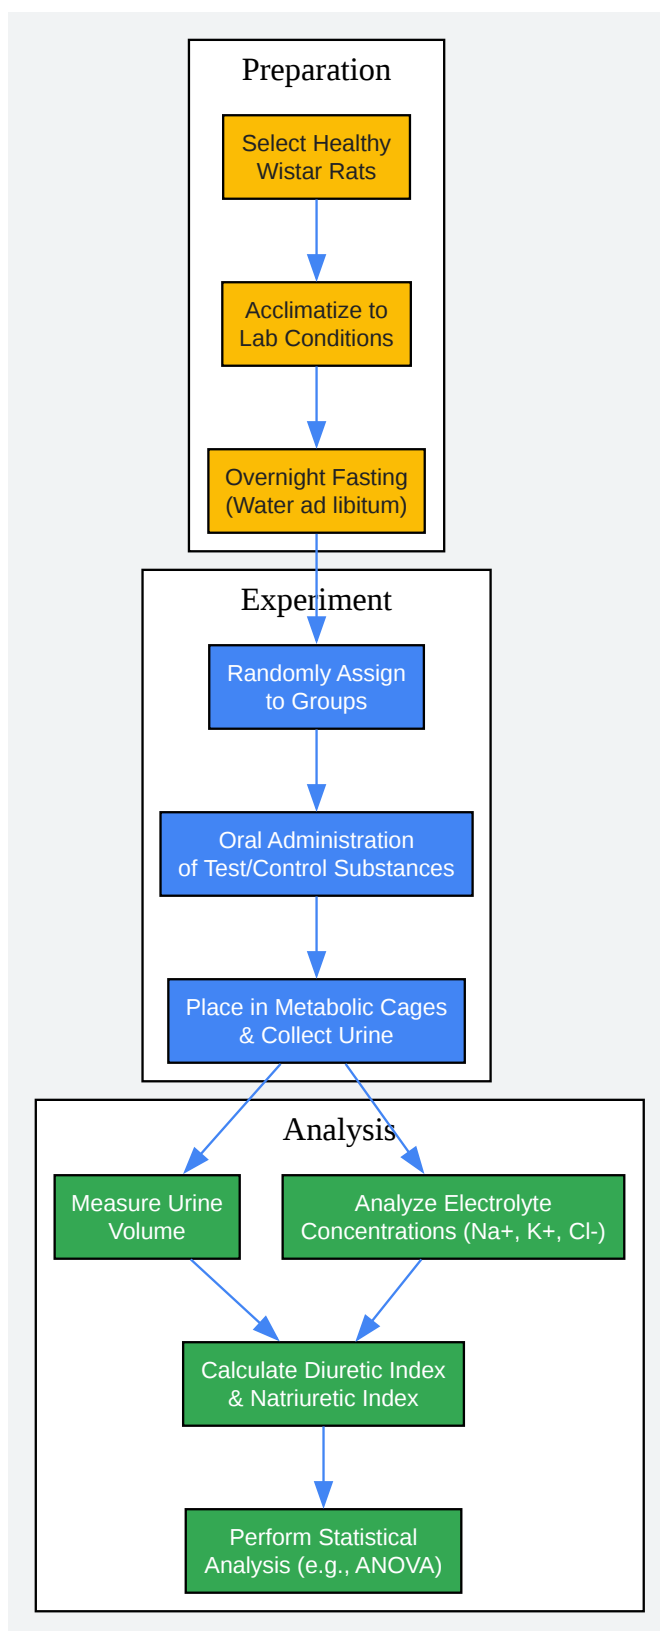 Preparation
Select Healthy
Wistar Rats
Acclimatize to
Lab Conditions
Overnight Fasting
(Water ad libitum)
Experiment
Randomly Assign
to Groups
Oral Administration
of Test/Control Substances
Place in Metabolic Cages
& Collect Urine
Analysis
Measure Urine
Volume
Analyze Electrolyte
Concentrations (Na+, K+, Cl-)
Calculate Diuretic Index
& Natriuretic Index
Perform Statistical
Analysis (e.g., ANOVA)